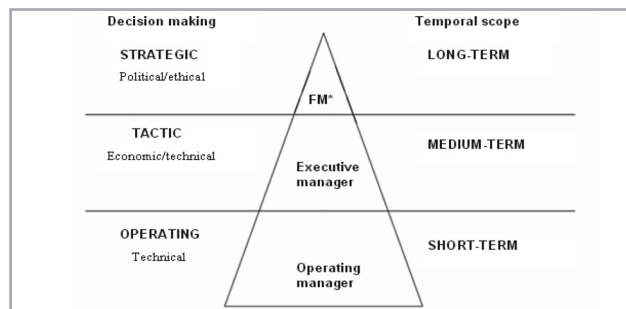 Decision making
Temporal scope
STRATEGIC
Political/ethical
FM*
LONG-TERM
TACTIC
Economic/technical
Executive
manager
MEDIUM-TERM
OPERATING
Technical
Operating
manager
SHORT-TERM